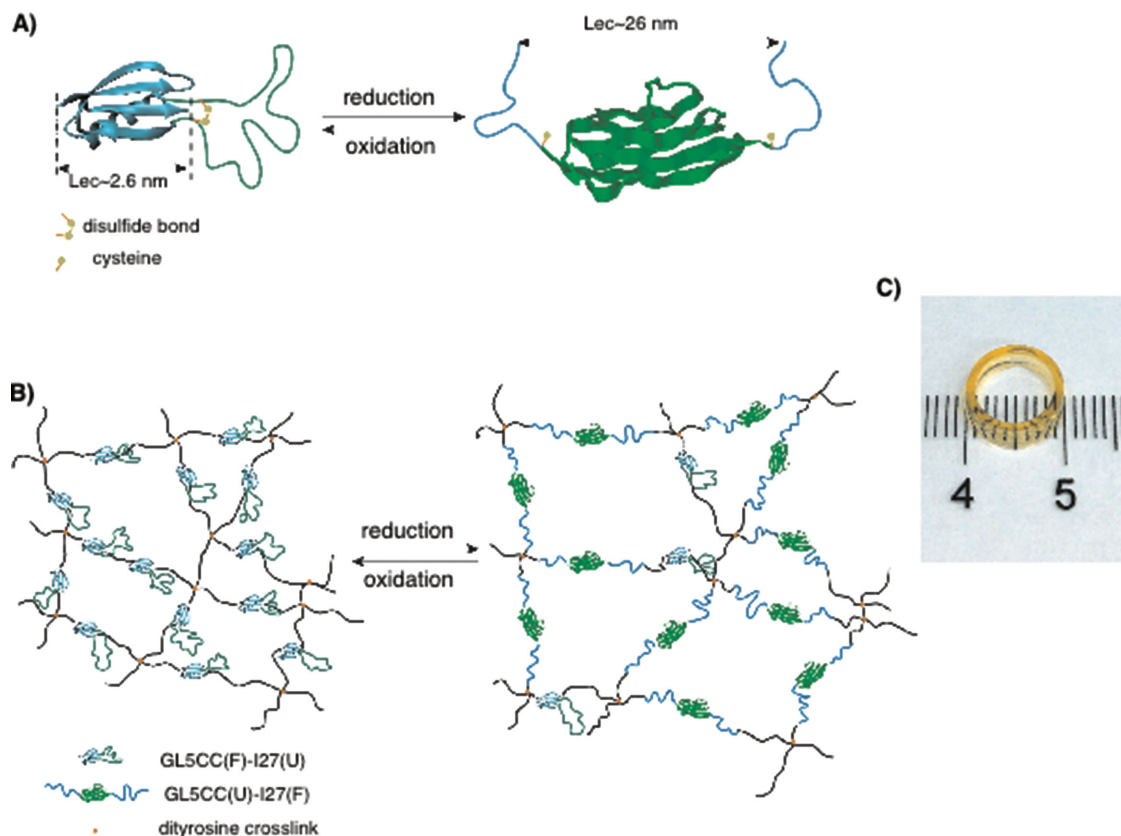 A)
Lec~26 nm
reduction
oxidation
Lec~2.6 nm
disulfide bond
cysteine
C)
4 5
B)
reduction
oxidation
GL5CC(F)-I27(U)
GL5CC(U)-I27(F)
dityrosine crosslink